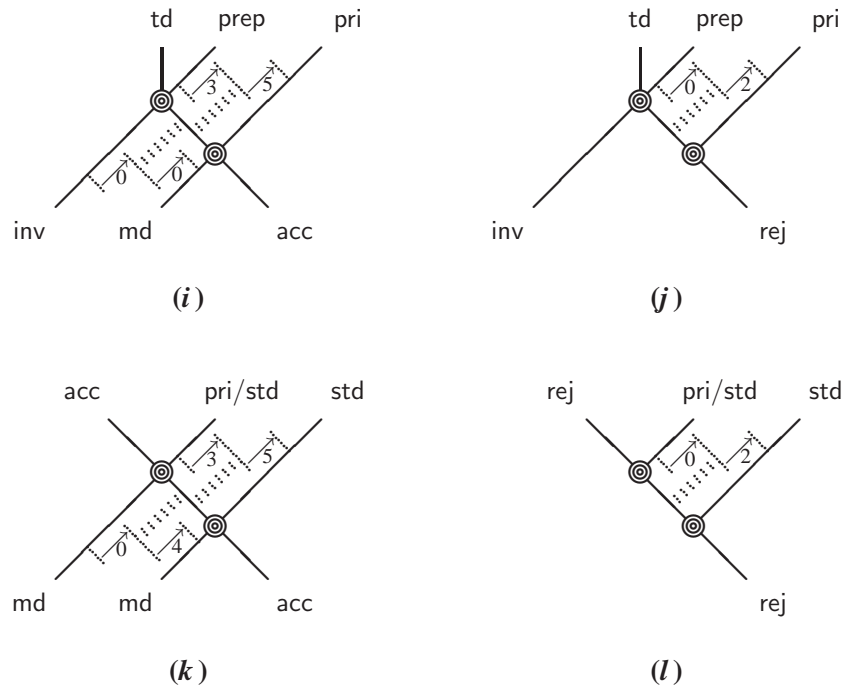 td prep pri td prep pri
3 5 0 2
0 0
inv md acc inv rej
(i) (j)
acc pri/std std rej pri/std std
3 5 0 2
0 4
md md acc rej
(k) (l)